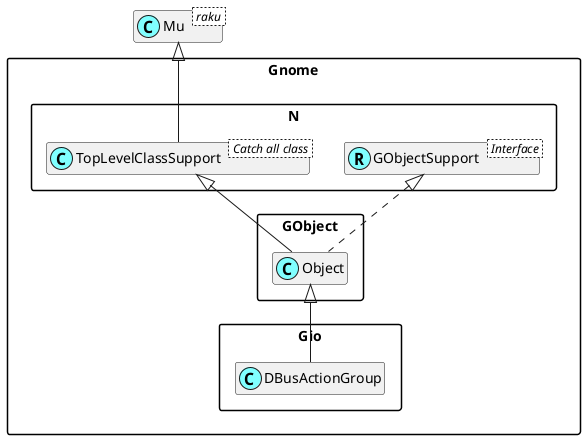 C Mu raku
Gnome
N
C TopLevelClassSupport Catch all class
R GObjectSupport Interface
GObject
C Object
Gio
C DBusActionGroup